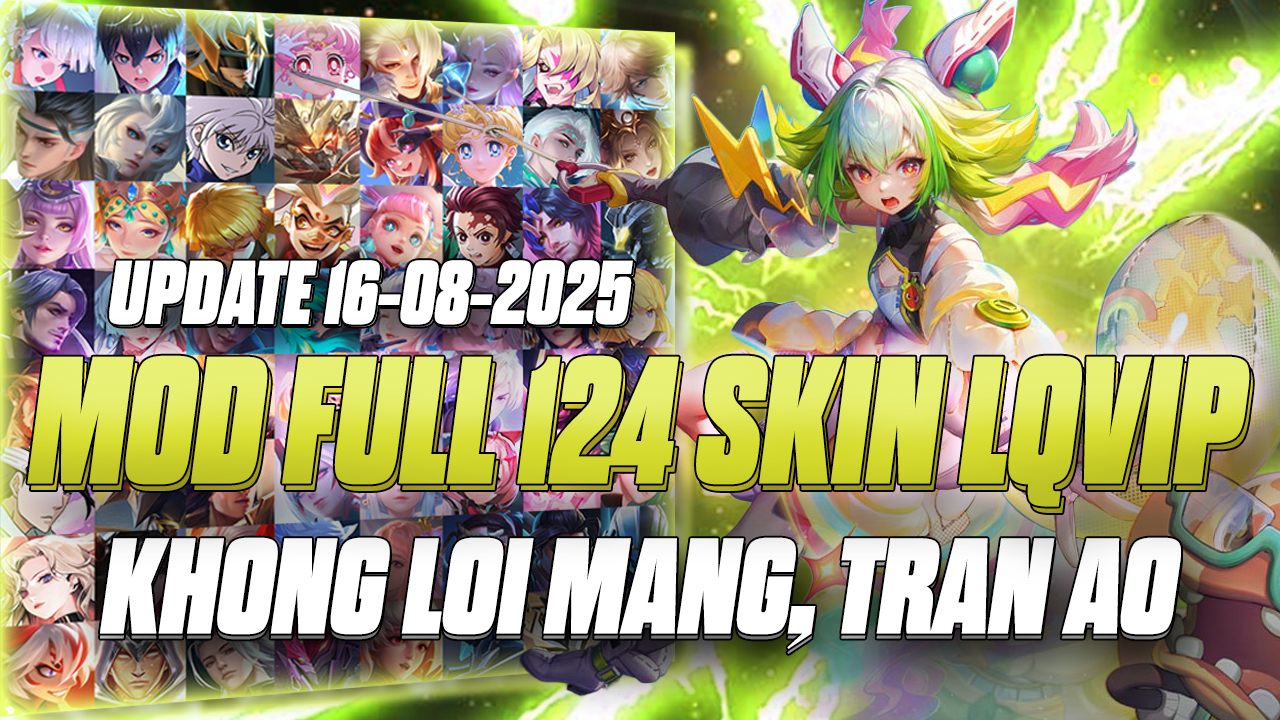 UPDATE 16-08-2025
MOD FULL 124 SKIN LQVIP
KHONG LOI MANG, TRAN AO